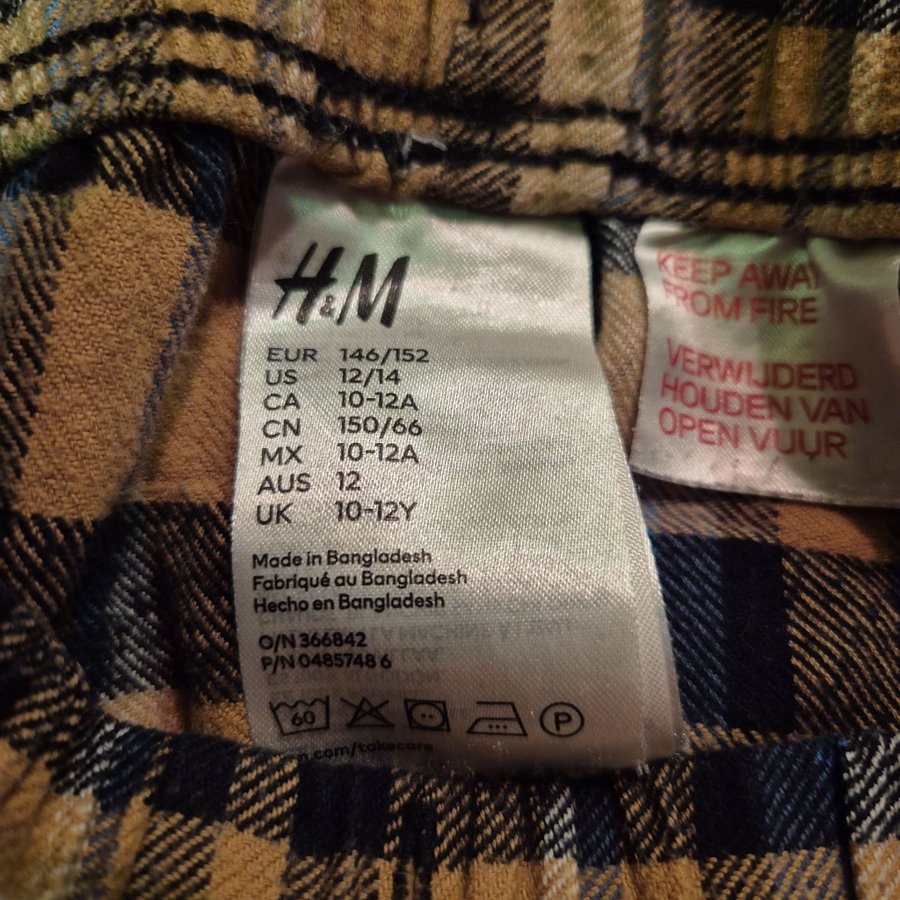 H&M
EUR 146/152
US 12/14
CA 10-12A
CN 150/66
MX 10-12A
AUS 12
UK 10-12Y
Made in Bangladesh
Fabriqué au Bangladesh
Hecho en Bangladesh
O/N 366842
P/N 0485748 6
60
P
.com/takecare
KEEP AWAY
FROM FIRE
VERWIJDERD
HOUDEN VAN
OPEN VUUR